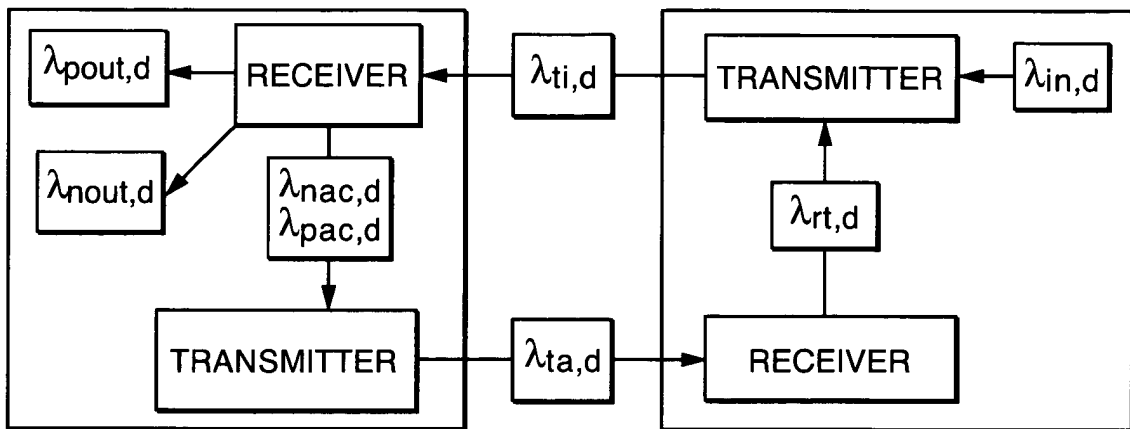 λpout,d
RECEIVER
λti,d
TRANSMITTER
λin,d
λnout,d
λnac,d
λpac,d
λrt,d
TRANSMITTER
λta,d
RECEIVER